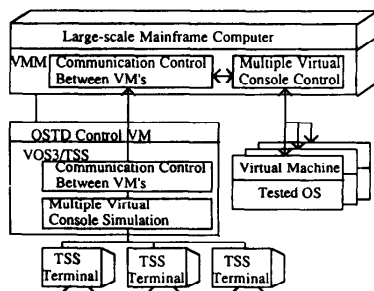 Large-scale Mainframe Computer
VMM
Communication Control
Between VM's
Multiple Virtual
Console Control
OSTD Control VM
VOS3/TSS
Communication Control
Between VM's
Multiple Virtual
Console Simulation
Virtual Machine
Tested OS
TSS
Terminal
TSS
Terminal
TSS
Terminal